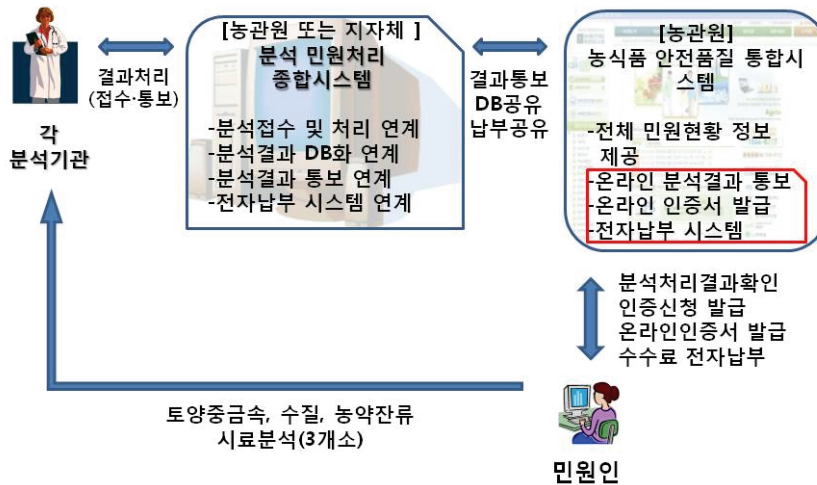 결과처리
(접수·통보)
각
분석기관
[농관원 또는 지자체 ]
분석 민원처리
종합시스템
-분석접수 및 처리 연계
-분석결과 DB화 연계
-분석결과 통보 연계
-전자납부 시스템 연계
결과통보
DB공유
납부공유
[농관원]
농식품 안전품질 통합시
스템
-전체 민원현황 정보
제공
-온라인 분석결과 통보
-온라인 인증서 발급
-전자납부 시스템
분석처리결과확인
인증신청 발급
온라인인증서 발급
수수료 전자납부
토양중금속, 수질, 농약잔류
시료분석(3개소)
민원인